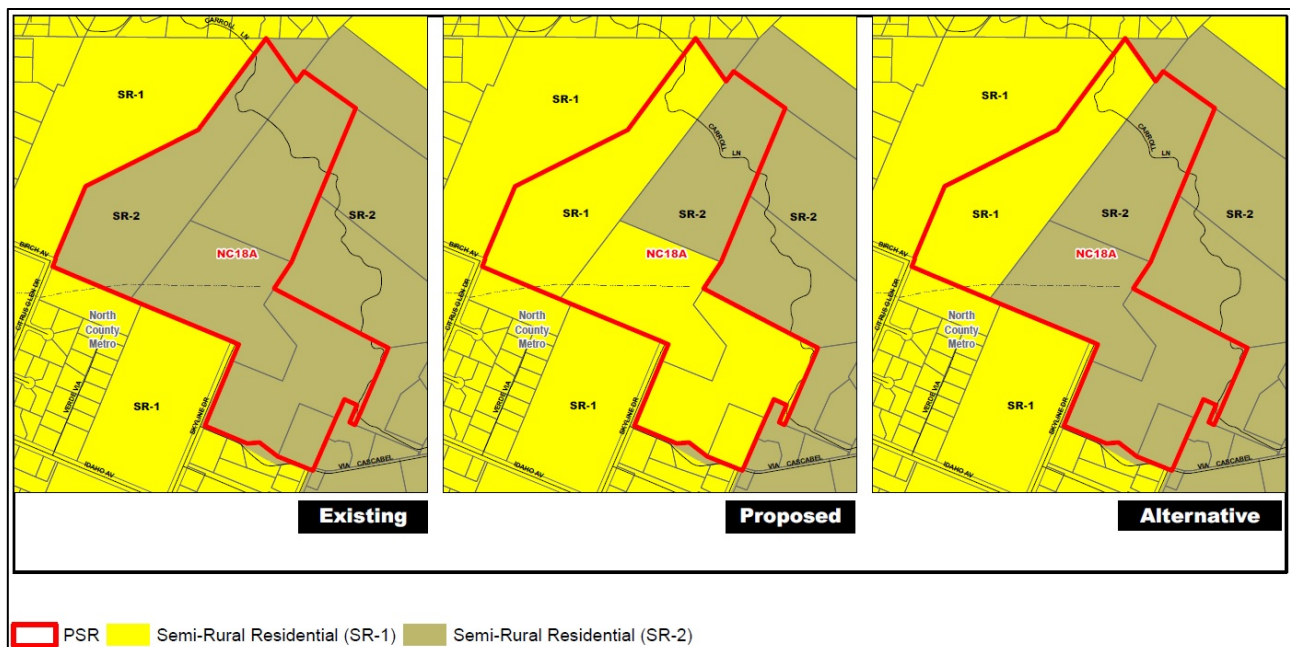 CARROLL
LN
SR-1
SR-2
SR-2
NC18A
BIRCH AV
CITRUS GLEN DR
North
County
Metro
VERDE VIA
SR-1
SKYLINE DR
IDAHO AV
VIA CASCABEL
Existing
SR-1
CARROLL
LN
SR-1
SR-2
SR-2
NC18A
BIRCH AV
CITRUS GLEN DR
North
County
Metro
VERDE VIA
SR-1
SKYLINE DR
IDAHO AV
VIA CASCABEL
Proposed
SR-1
CARROLL
LN
SR-1
SR-2
SR-2
NC18A
BIRCH AV
CITRUS GLEN DR
North
County
Metro
VERDE VIA
SR-1
SKYLINE DR
IDAHO AV
VIA CASCABEL
Alternative
PSR Semi-Rural Residential (SR-1) Semi-Rural Residential (SR-2)